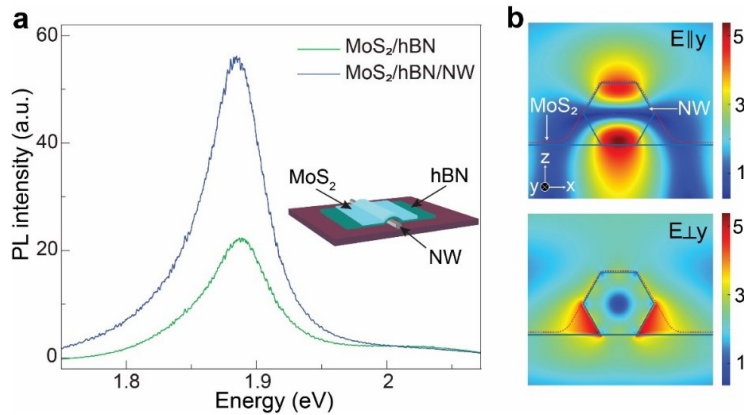 a
PL intensity (a.u.)
60
40
20
0
1.8
1.9
2
Energy (eV)
MoS₂/hBN
MoS₂/hBN/NW
MoS₂
hBN
NW
b
E∥y
MoS₂
NW
z
y
x
5
3
1
E⊥y
5
3
1